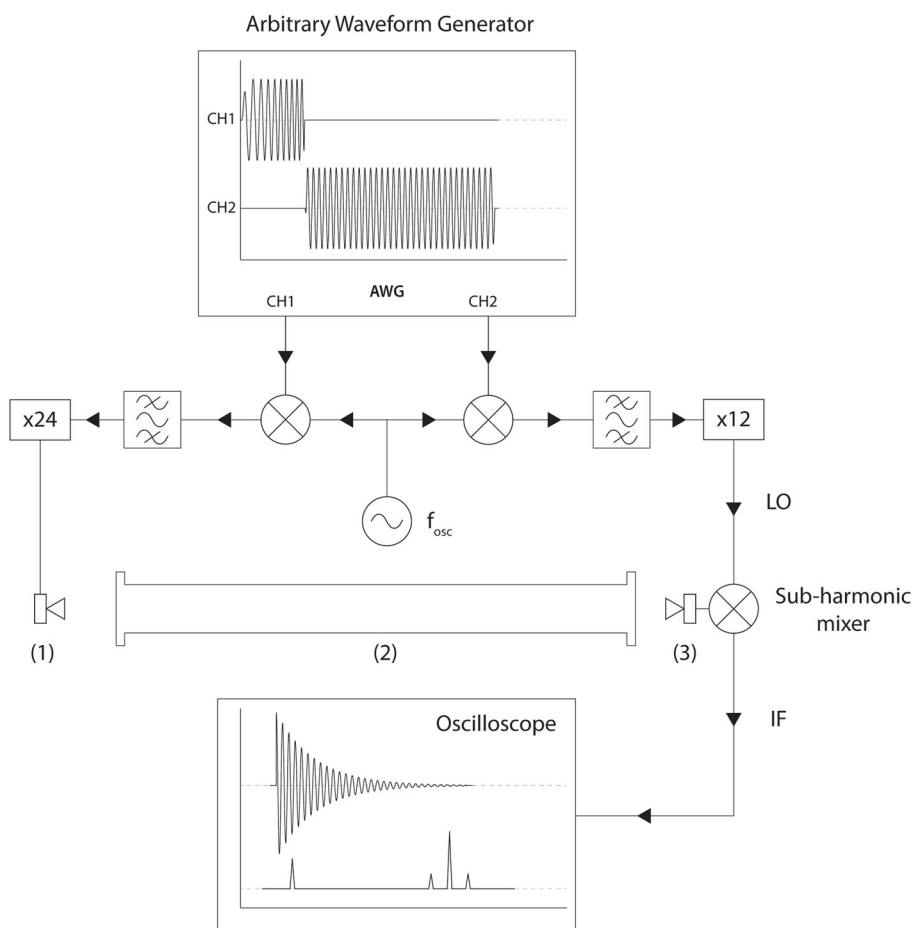 Arbitrary Waveform Generator
CH1
CH2
AWG
CH1
CH2
x24
x12
f_osc
LO
Sub-harmonic
mixer
(1)
(2)
(3)
IF
Oscilloscope